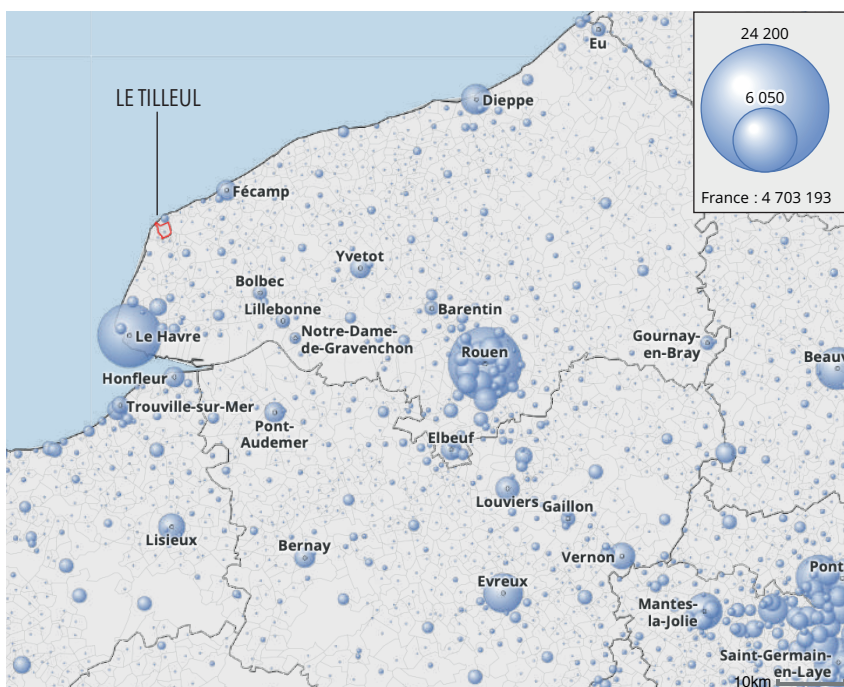 24 200
6 050
France : 4 703 193
Eu
LE TILLEUL
Dieppe
Fécamp
Yvetot
Bolbec
Lillebonne
Barentin
Notre-Dame-
de-Gravenchon
Le Havre
Rouen
Gournay-
en-Bray
Beauv
Honfleur
Trouville-sur-Mer
Pont-
Audemer
Elbeuf
Louviers
Gaillon
Lisieux
Bernay
Vernon
Pont
Evreux
Mantes-
la-Jolie
Saint-Germain-
en-Laye
10km